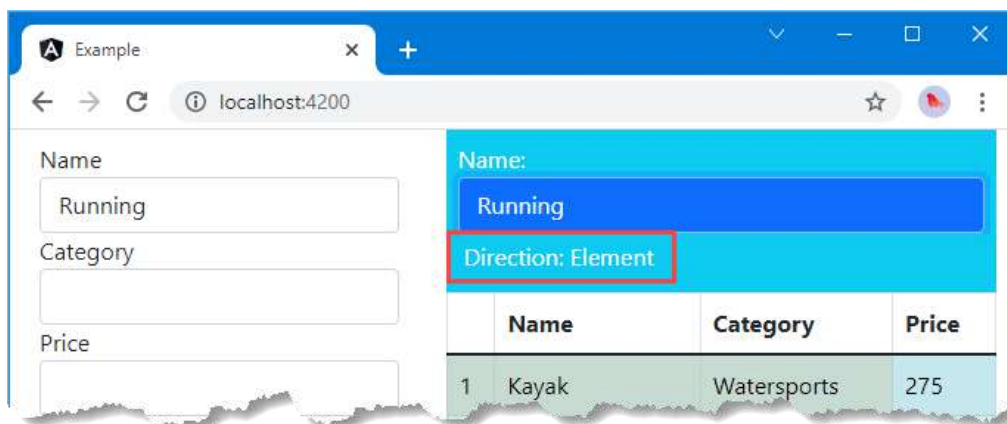 Example
localhost:4200
Name
Running
Category
Price
Name:
Running
Direction: Element
Name Category Price
1 Kayak Watersports 275